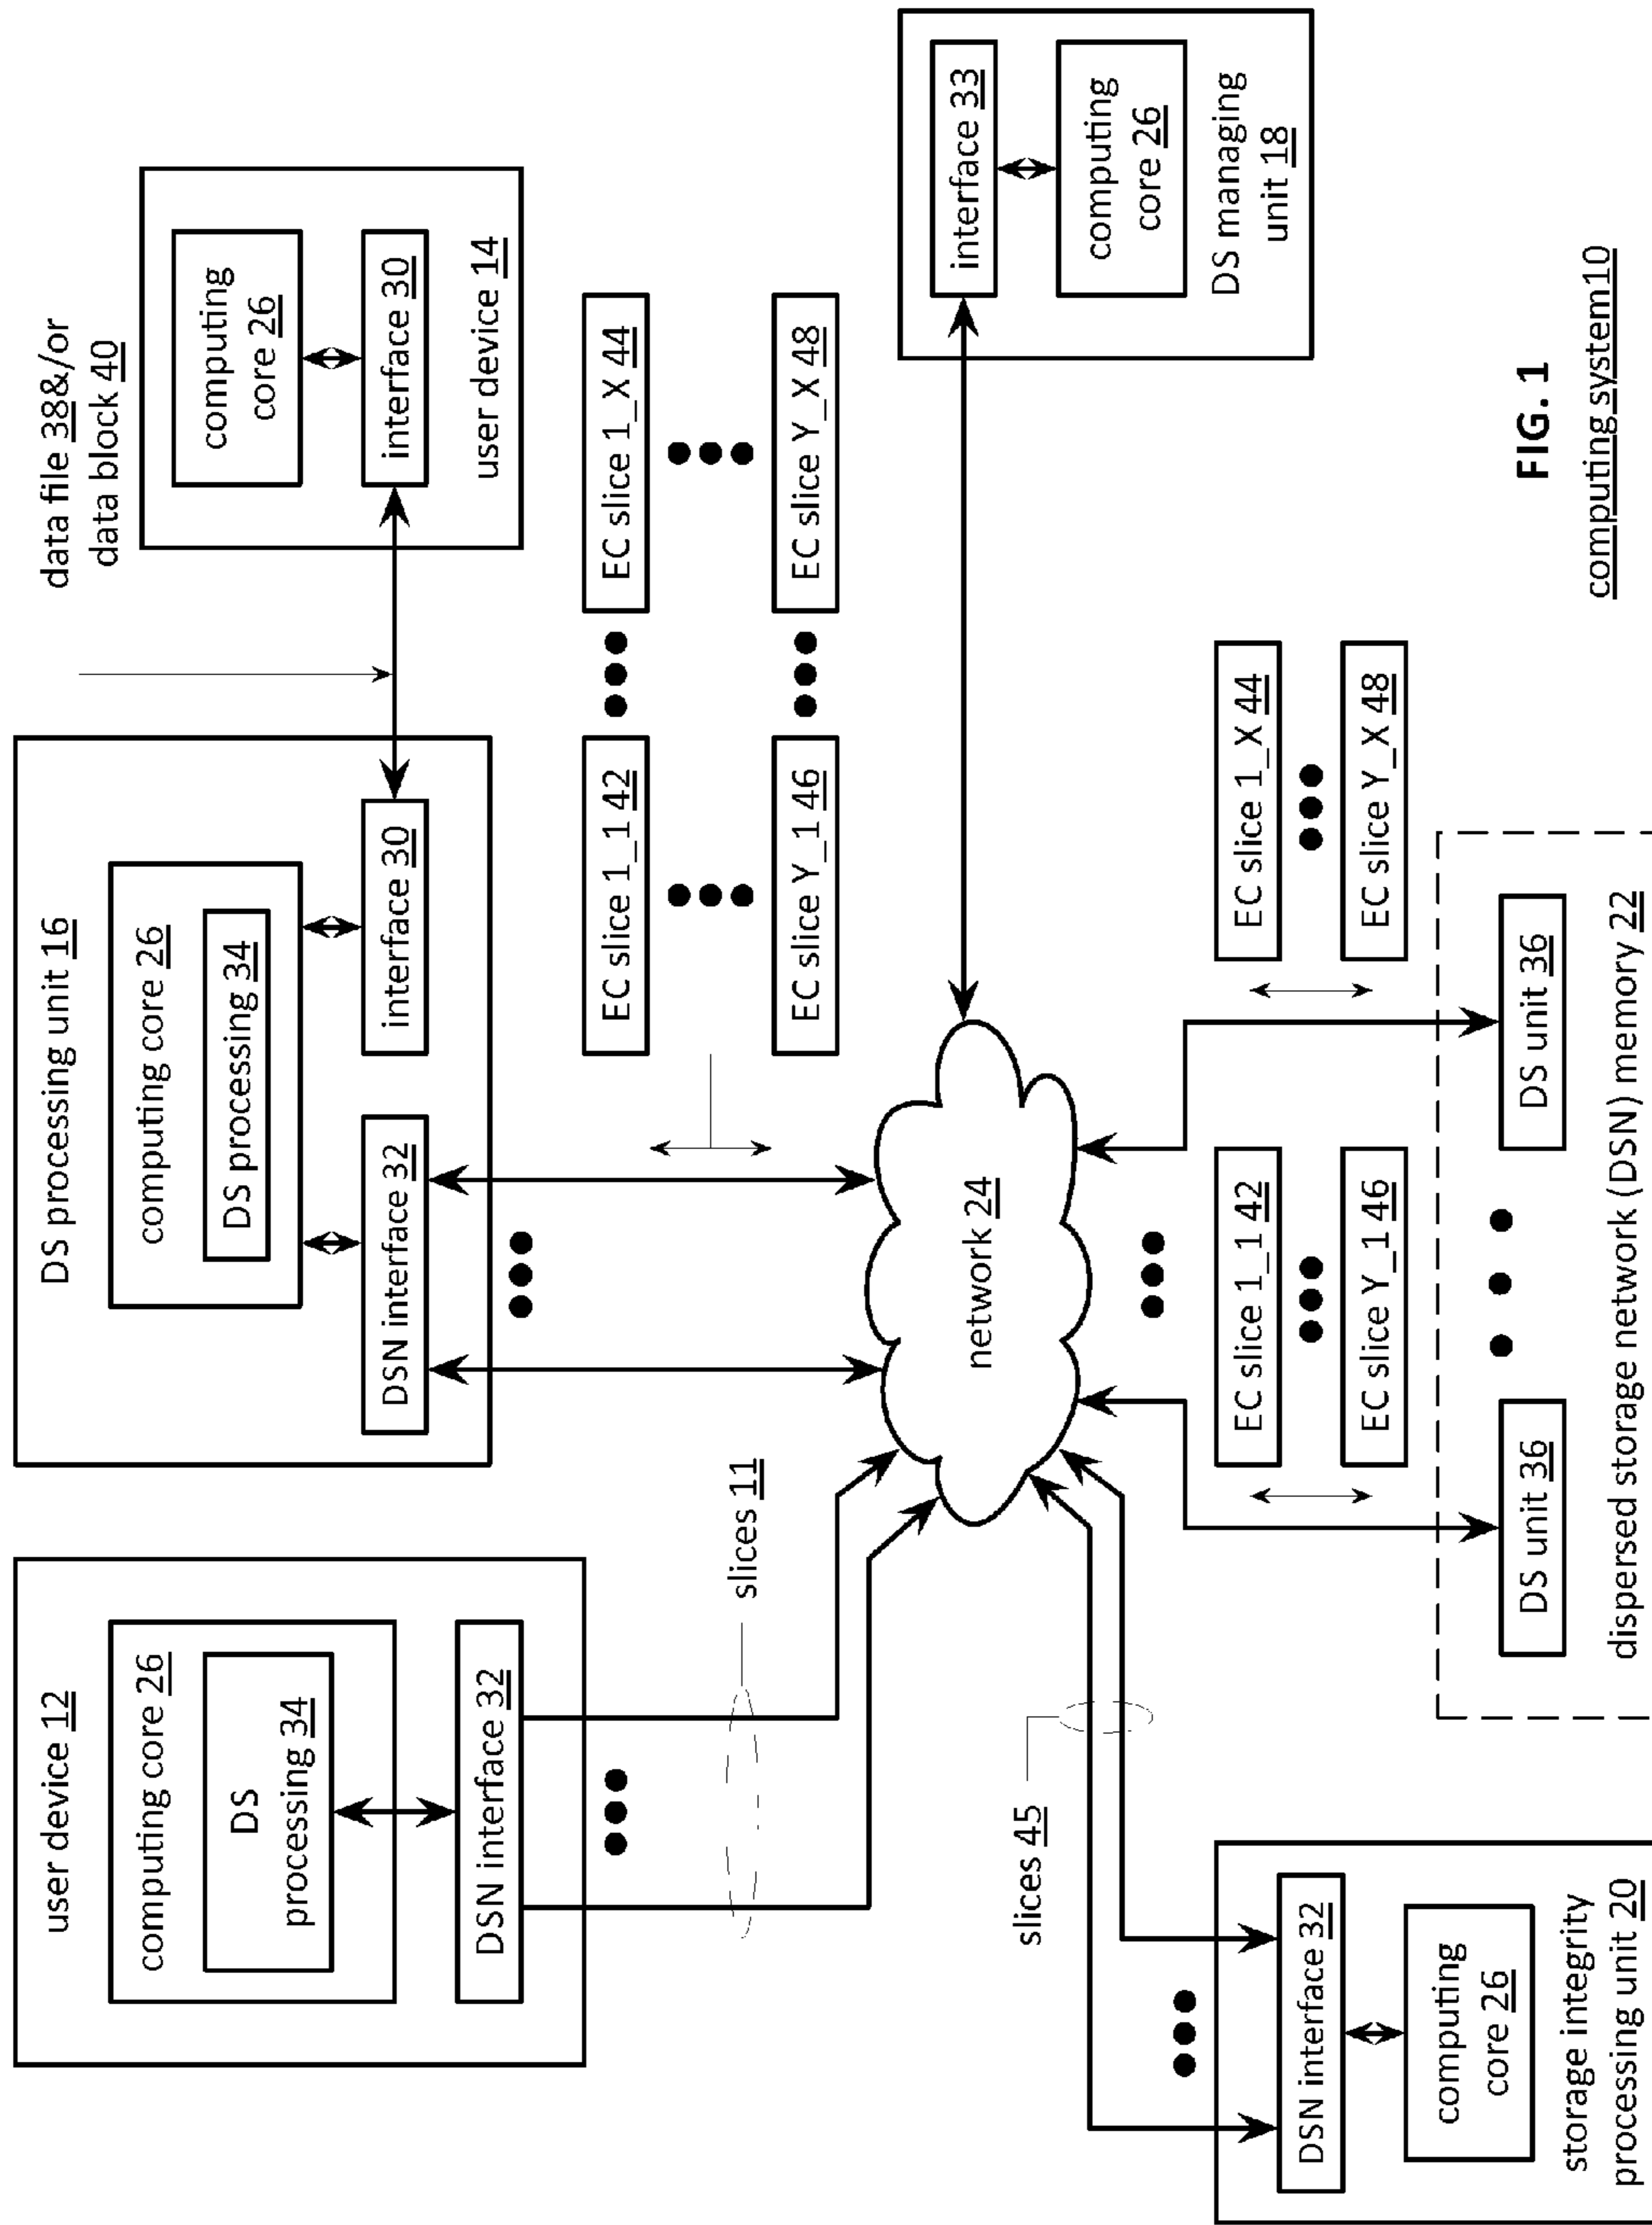 user device 12
computing core 26
DS
processing 34
DSN interface 32
slices 11
DS processing unit 16
computing core 26
DS processing 34
DSN interface 32
interface 30
data file 38&/or
data block 40
computing
core 26
interface 30
user device 14
EC slice 1_1 42
EC slice 1_X 44
EC slice Y_1 46
EC slice Y_X 48
network 24
interface 33
computing
core 26
DS managing
unit 18
slices 45
DSN interface 32
computing
core 26
storage integrity
processing unit 20
EC slice 1_1 42
EC slice Y_1 46
EC slice 1_X 44
EC slice Y_X 48
DS unit 36
DS unit 36
dispersed storage network (DSN) memory 22
FIG. 1
computing system10